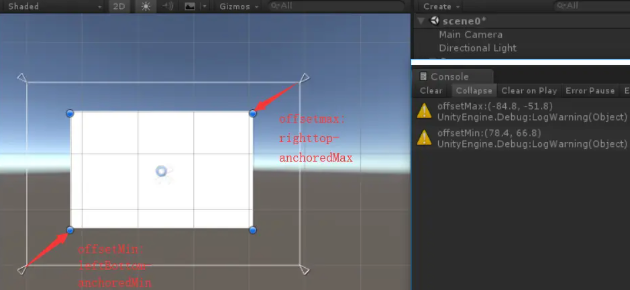 Shaded
2D
Gizmos
All
Create
All
scene0*
Main Camera
Directional Light
Console
Clear
Collapse
Clear on Play
Error Pause
E
offsetMax:(-84.8, -51.8)
UnityEngine.Debug:LogWarning(Object)
offsetMin:(78.4, 66.8)
UnityEngine.Debug:LogWarning(Object)
offsetmax:
righttop-
anchoredMax
offsetMin
leftBottom-
anchoredMin